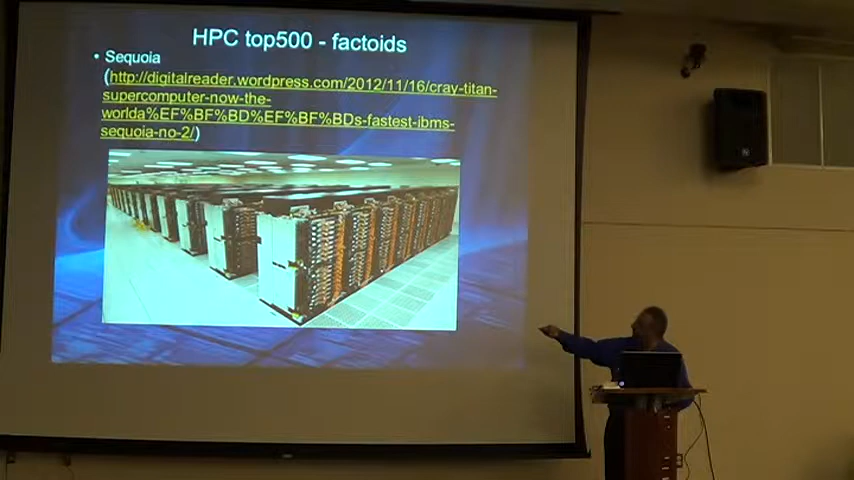 HPC top500 - factoids
• Sequoia
(http://digitalreader.wordpress.com/2012/11/16/cray-titan-
supercomputer-now-the-
worlda%EF%BF%BD%EF%BF%BDs-fastest-ibms-
sequoia-no-2/)